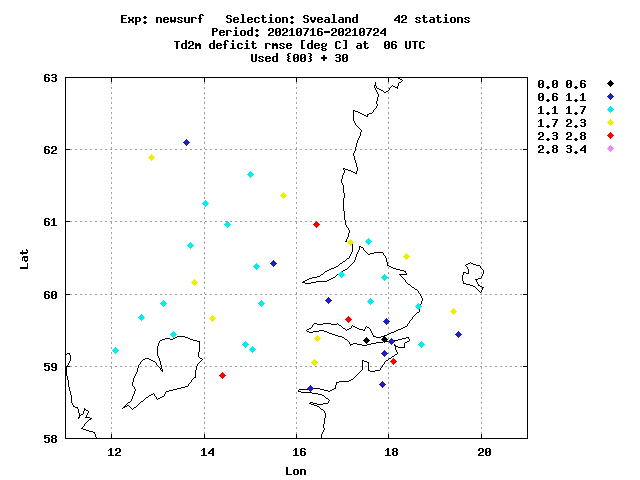 Exp: newsurf   Selection: Svealand     42 stations
Period: 20210716-20210724
Td2m deficit rmse [deg C] at  06 UTC
Used {00} + 30
63
62
61
60
59
58
Lat
12
14
16
18
20
Lon
0.0 0.6
0.6 1.1
1.1 1.7
1.7 2.3
2.3 2.8
2.8 3.4